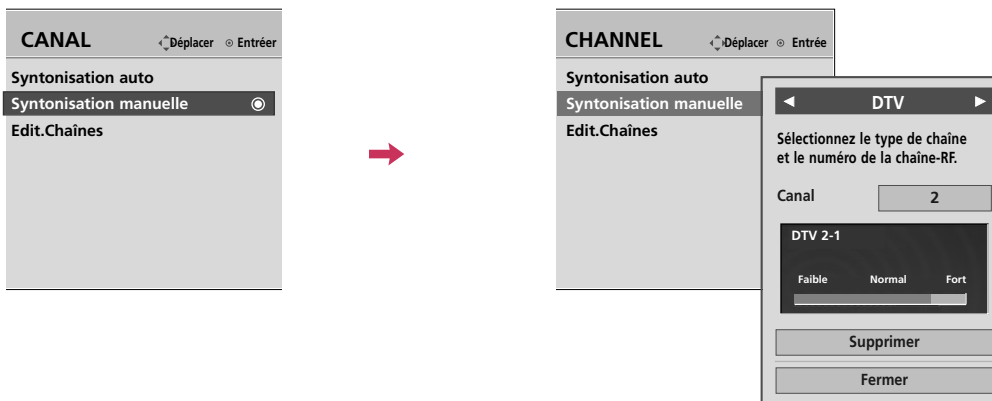 CANAL Déplacer Entrer
Syntonisation auto
Syntonisation manuelle
Edit.Chaînes
CHANNEL Déplacer Entrée
Syntonisation auto
Syntonisation manuelle
Edit.Chaînes
DTV
Sélectionnez le type de chaîne
et le numéro de la chaîne-RF.
Canal 2
DTV 2-1
Faible Normal Fort
Supprimer
Fermer